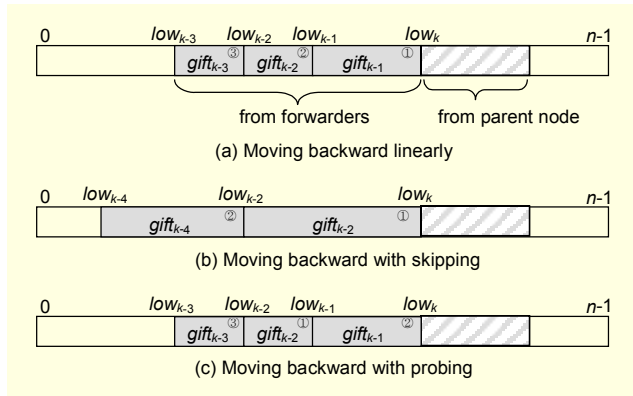 0 low k-3 low k-2 low k-1 low k n-1
gift k-3 ③ gift k-2 ② gift k-1 ①
from forwarders from parent node
(a) Moving backward linearly
0 low k-4 low k-2 low k n-1
gift k-4 ② gift k-2 ①
(b) Moving backward with skipping
0 low k-3 low k-2 low k-1 low k n-1
gift k-3 ③ gift k-2 ① gift k-1 ②
(c) Moving backward with probing